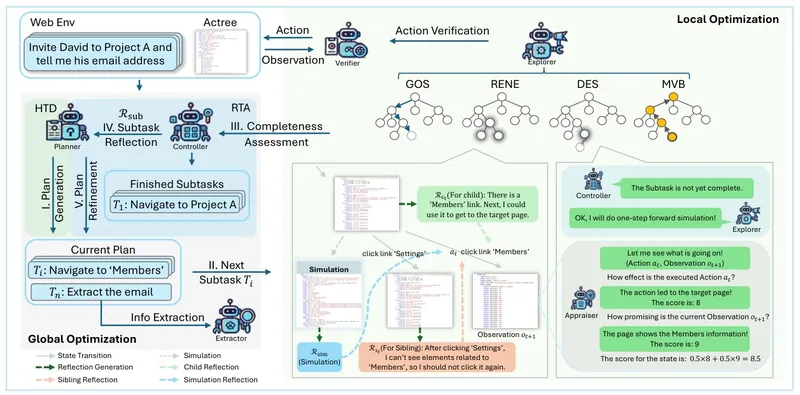 Web Env
Actree
Invite David to Project A and
tell me his email address
Action
Observation
Verifier
Action Verification
Explorer
Local Optimization
GOS
RENE
DES
MVB
HTD
Planner
R_sub
IV. Subtask
Reflection
RTA
Controller
III. Completeness
Assessment
I. Plan
Generation
V. Plan
Refinement
Finished Subtasks
T₁: Navigate to Project A
Current Plan
Tᵢ: Navigate to ‘Members’
Tₙ: Extract the email
II. Next
Subtask Tᵢ
Info Extraction
Extractor
Global Optimization
State Transition
Simulation
Reflection Generation
Child Reflection
Sibling Reflection
Simulation Reflection
(For child): There is a
‘Members’ link. Next, I could
use it to get to the target page.
click link ‘Settings’
aₜ click link ‘Members’
Simulation
R_sim
(Simulation)
(For Sibling): After clicking ‘Settings’,
I can’t see elements related to
‘Members’, so I should not click it again.
Observation oₜ₊₁
Controller
The Subtask is not yet complete.
OK, I will do one-step forward simulation!
Explorer
Let me see what is going on!
(Action aₜ, Observation oₜ₊₁)
How effect is the executed Action aₜ?
Appraiser
The action led to the target page!
The score is: 8
How promising is the current Observation oₜ₊₁?
The page shows the Members information!
The score is: 9
The score for the state is: 0.5×8 + 0.5×9 = 8.5